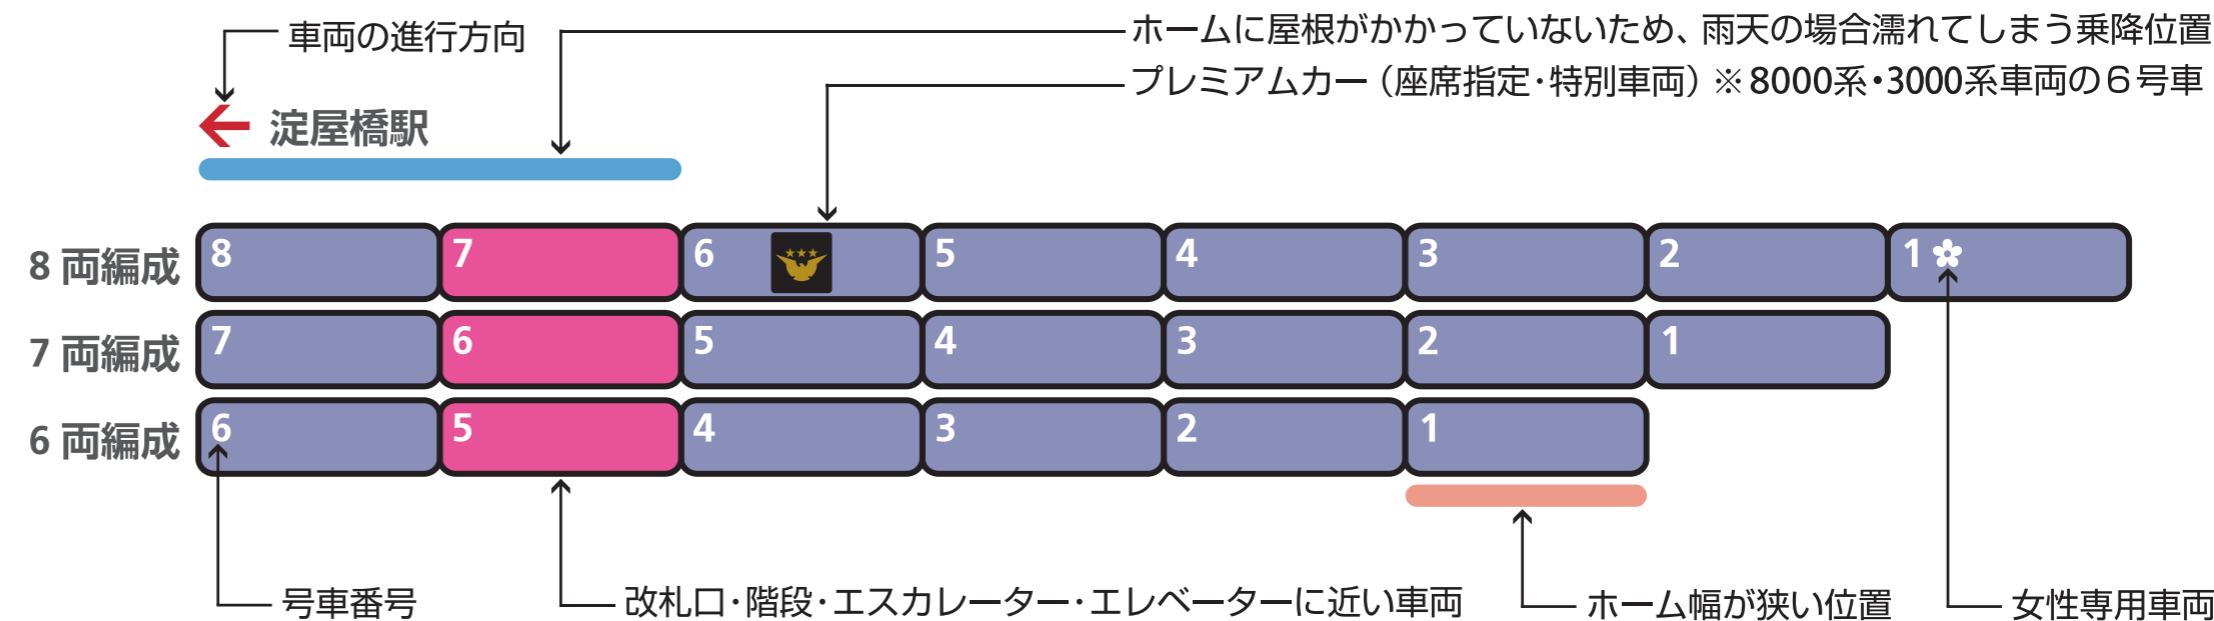 車両の進行方向
ホームに屋根がかかっていないため、雨天の場合濡れてしまう乗降位置
プレミアムカー（座席指定・特別車両）※8000系・3000系車両の６号車
淀屋橋駅
8 両編成 8 7 6 5 4 3 2 1
7 両編成 7 6 5 4 3 2 1
6 両編成 6 5 4 3 2 1
号車番号
改札口・階段・エスカレーター・エレベーターに近い車両
ホーム幅が狭い位置
女性専用車両